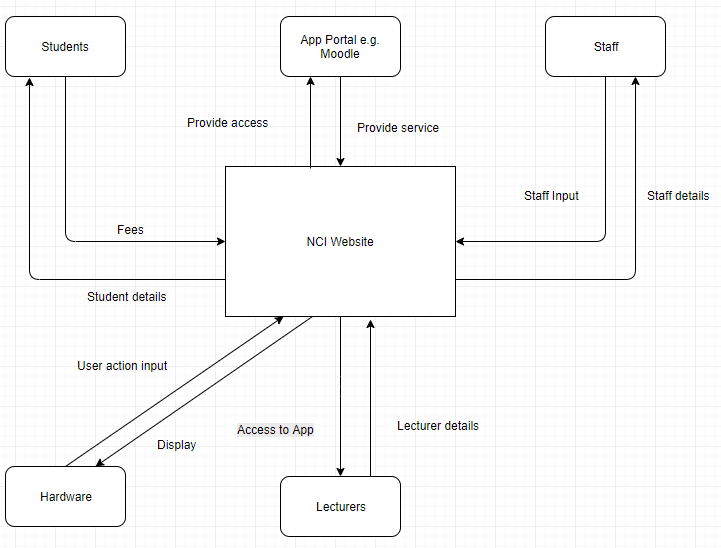 Students
App Portal e.g.
Moodle
Staff
Provide access
Provide service
Staff Input
Staff details
Fees
NCI Website
Student details
User action input
Access to App
Lecturer details
Display
Hardware
Lecturers